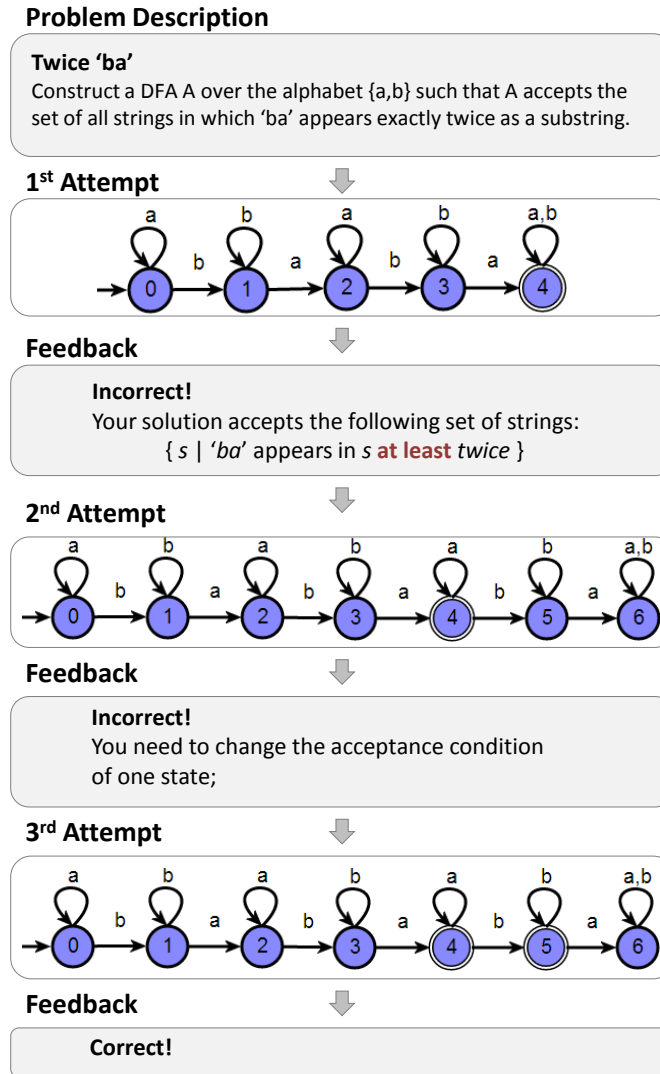 Problem Description
Twice ‘ba’
Construct a DFA A over the alphabet {a,b} such that A accepts the
set of all strings in which ‘ba’ appears exactly twice as a substring.
1st Attempt
a b a b a,b
b a b a
0 1 2 3 4
Feedback
Incorrect!
Your solution accepts the following set of strings:
{ s | ‘ba’ appears in s at least twice }
2nd Attempt
a b a b a b a,b
b a b a b a
0 1 2 3 4 5 6
Feedback
Incorrect!
You need to change the acceptance condition
of one state;
3rd Attempt
a b a b a b a,b
b a b a b a
0 1 2 3 4 5 6
Feedback
Correct!